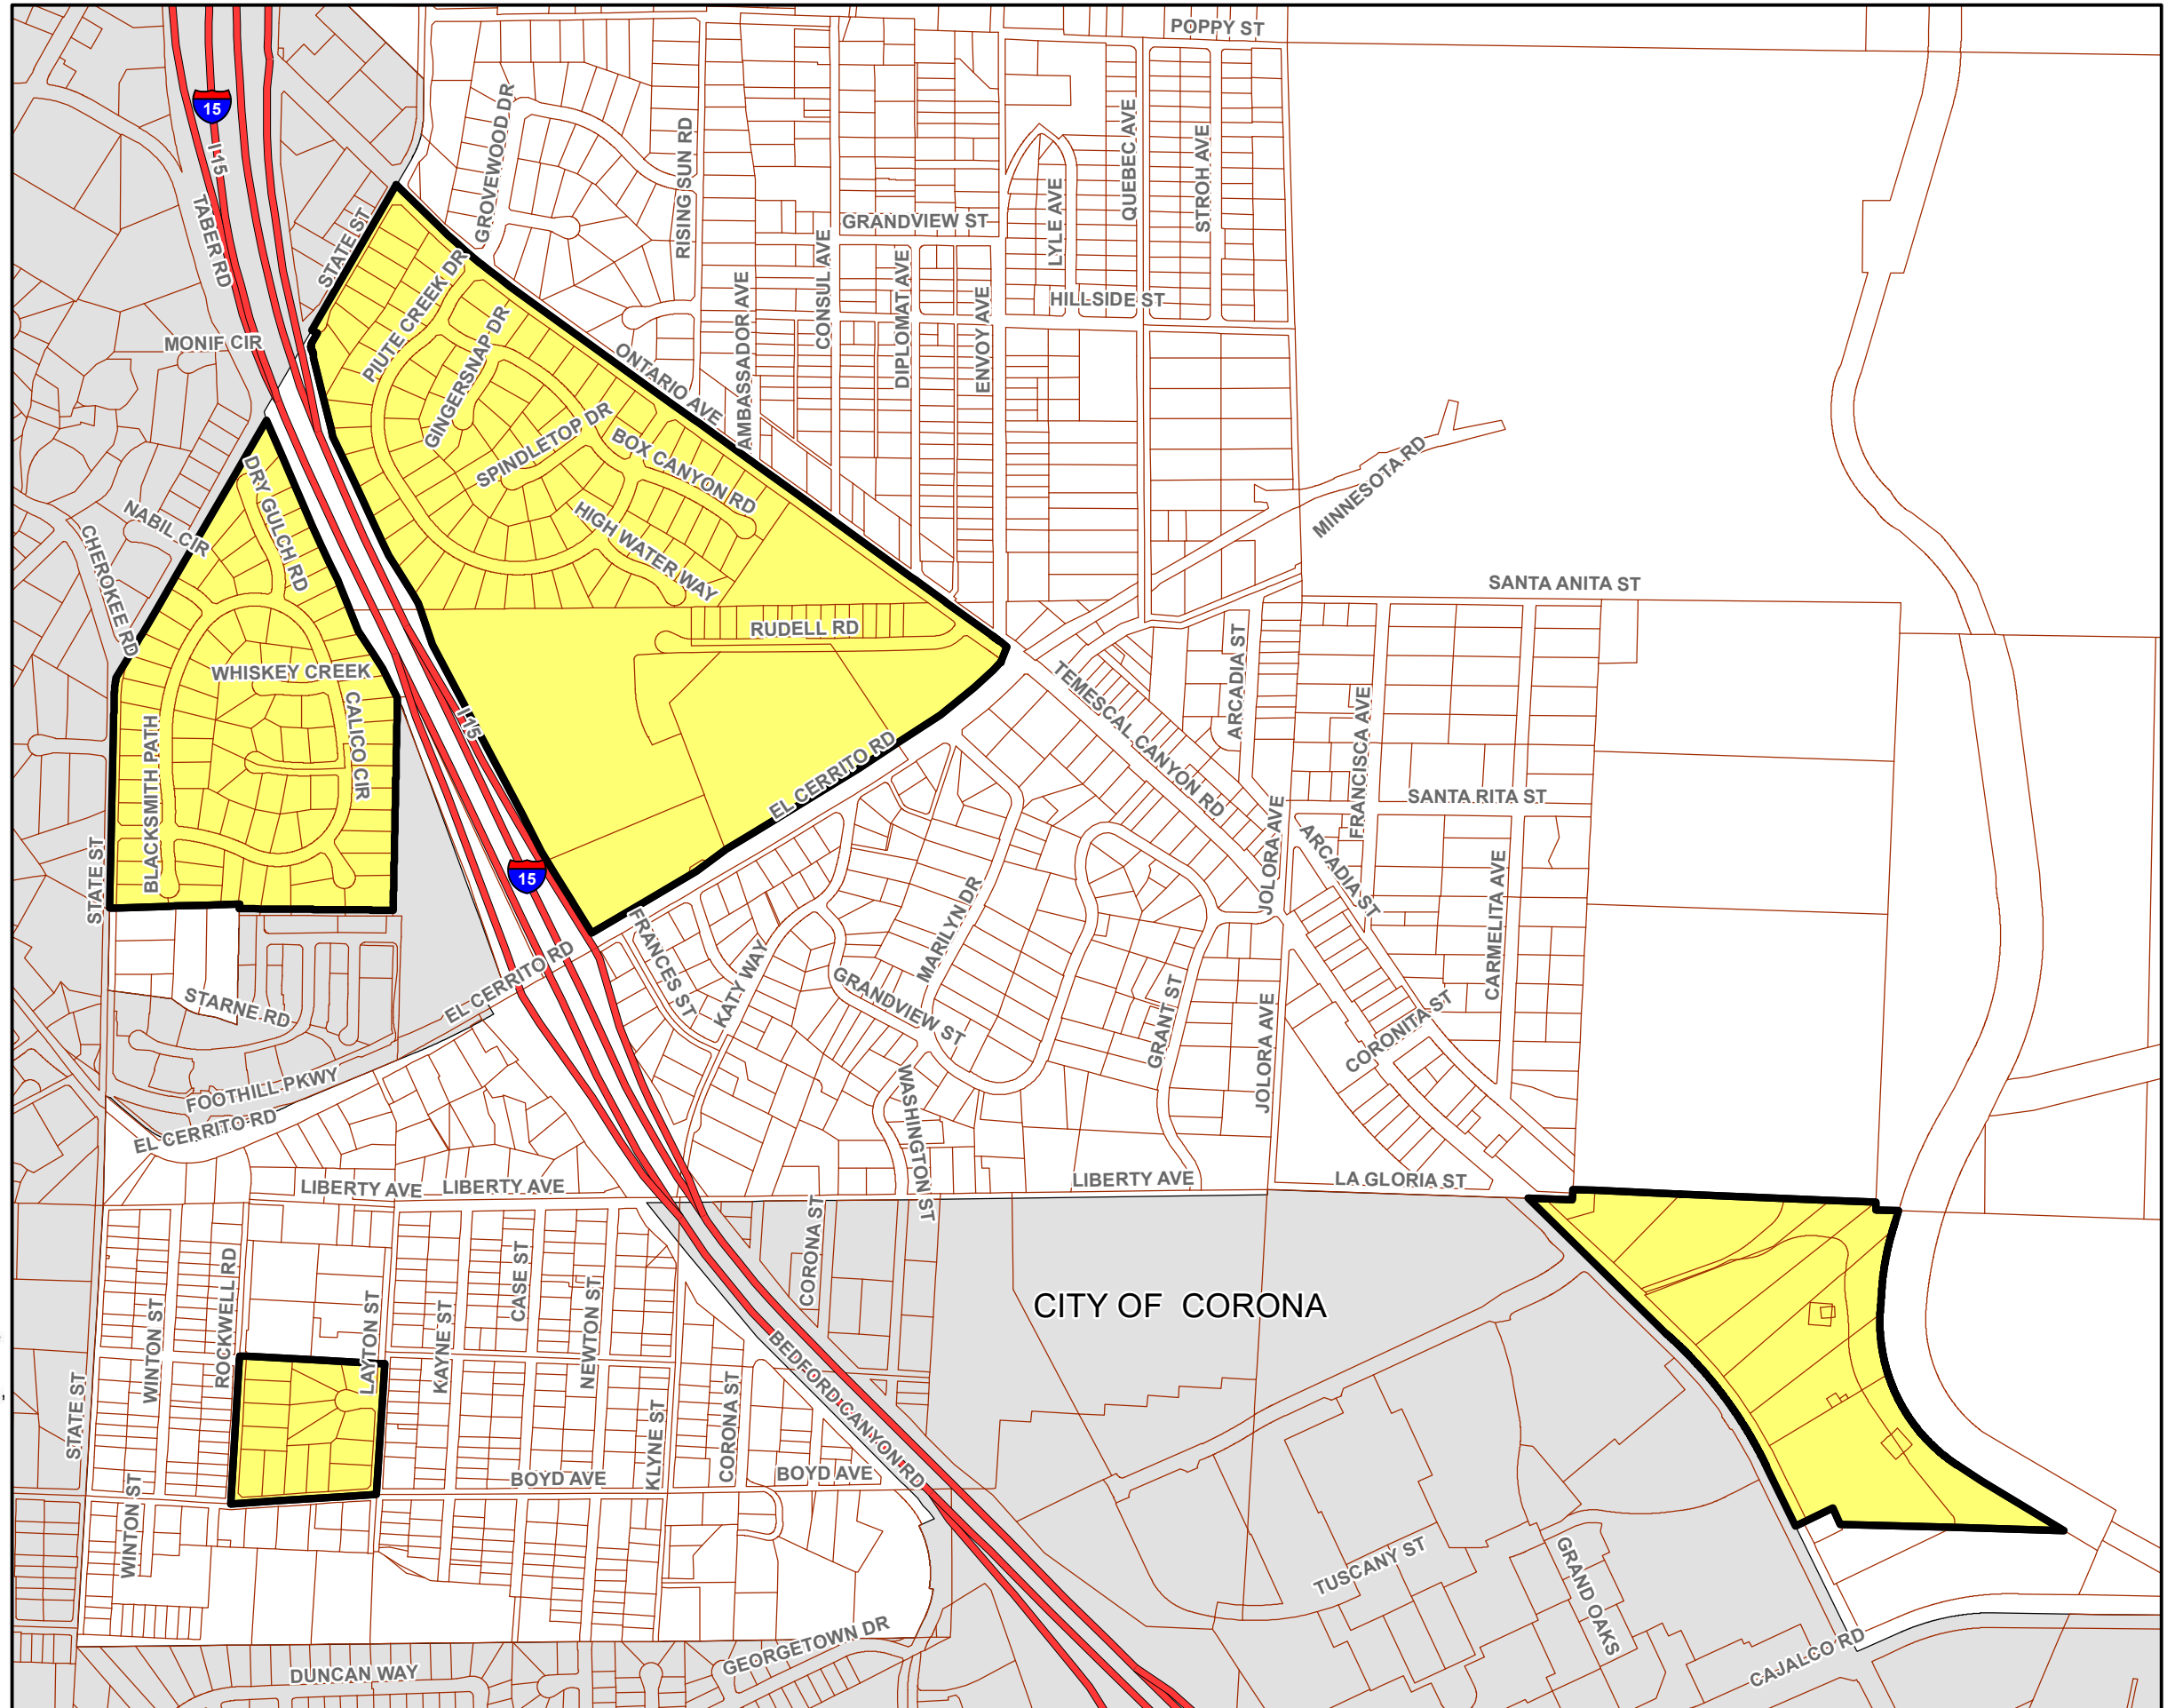 POPPY ST
15
I-15
TABER RD
STATE ST
GROVEWOOD DR
RISING SUN RD
GRANDVIEW ST
LYLE AVE
QUEBEC AVE
STROH AVE
HILLSIDE ST
MONIF CIR
PIUTE CREEK DR
GINGERSNAP DR
ONTARIO AVE
AMBASSADOR AVE
CONSUL AVE
DIPLOMAT AVE
ENVOY AVE
SPINDLETOP DR
BOX CANYON RD
HIGH WATER WAY
MINNESOTA RD
DRY GULCH RD
NABIL CIR
CHEROKEE RD
SANTA ANITA ST
RUDELL RD
WHISKEY CREEK
CALICO CIR
BLACKSMITH PATH
I-15
TEMESCAL CANYON RD
ARCADIA ST
FRANCISCA AVE
EL CERRITO RD
SANTA RITA ST
STATE ST
15
JOLORA AVE
ARCADIA ST
CARMELITA AVE
FRANCES ST
KATY WAY
MARILYN DR
GRANDVIEW ST
GRANT ST
JOLORA AVE
CORONITA ST
STARNE RD
EL CERRITO RD
FOOTHILL PKWY
EL CERRITO RD
WASHINGTON ST
LIBERTY AVE
LIBERTY AVE
LIBERTY AVE
LA GLORIA ST
CORONA ST
CITY OF  CORONA
WINTON ST
ROCKWELL RD
LAYTON ST
KAYNE ST
CASE ST
NEWTON ST
BEDFORD CANYON RD
STATE ST
KLYNE ST
CORONA ST
BOYD AVE
BOYD AVE
WINTON ST
TUSCANY ST
GRAND OAKS
GEORGETOWN DR
DUNCAN WAY
CAJALCO RD